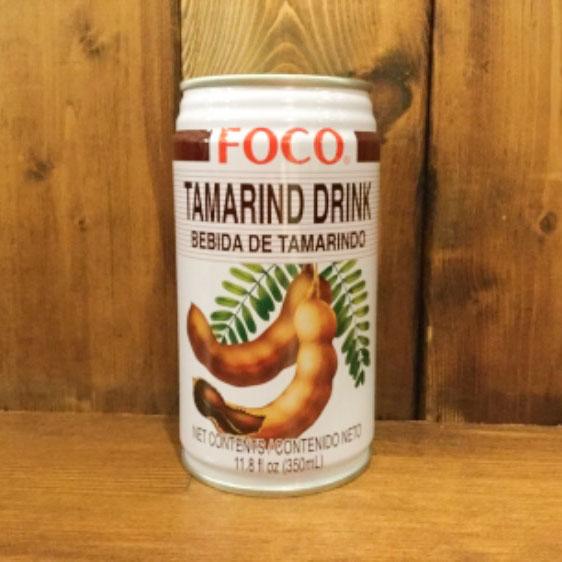 FOCO®
TAMARIND DRINK
BEBIDA DE TAMARINDO
NET CONTENTS / CONTENIDO NETO
11.8 fl oz (350mL)